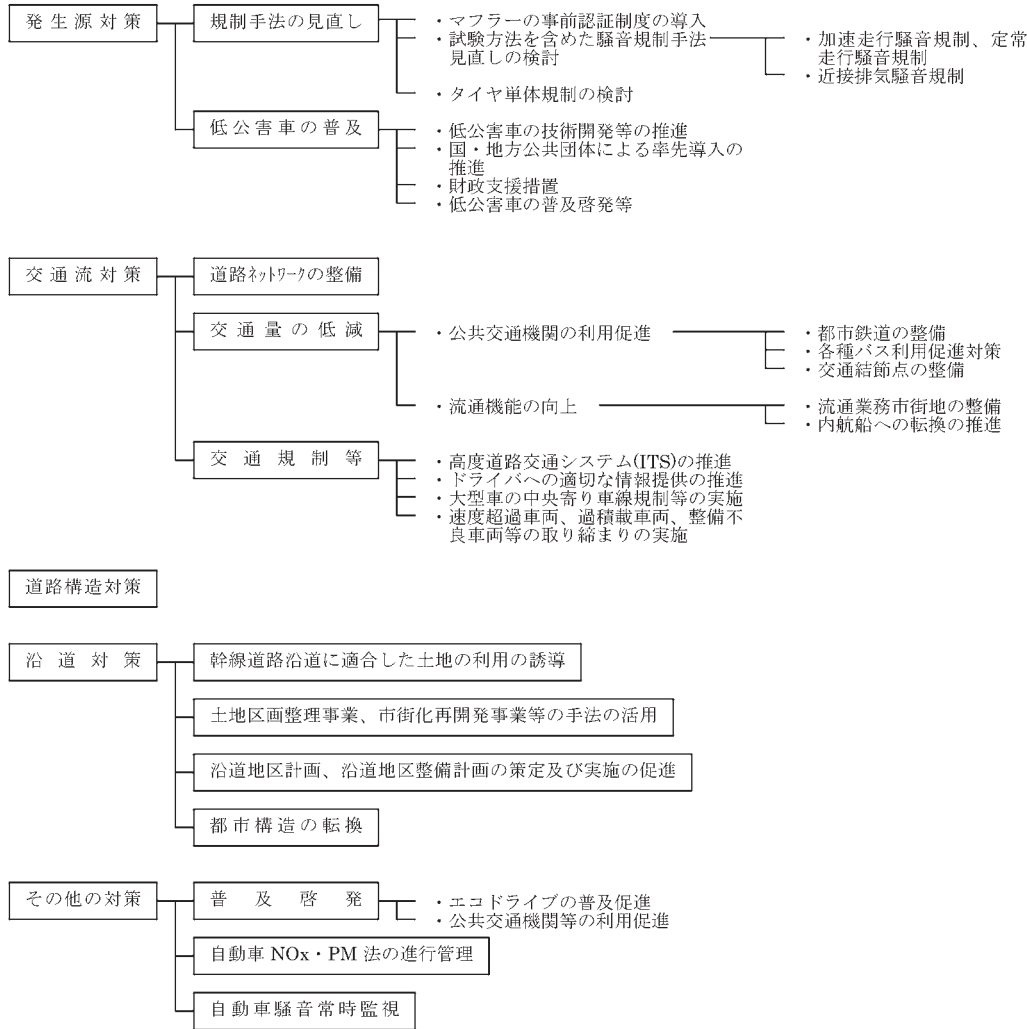 発生源対策
規制手法の見直し
・マフラーの事前認証制度の導入
・試験方法を含めた騒音規制手法
見直しの検討
・加速走行騒音規制、定常
走行騒音規制
・近接排気騒音規制
・タイヤ単体規制の検討
低公害車の普及
・低公害車の技術開発等の推進
・国・地方公共団体による率先導入の
推進
・財政支援措置
・低公害車の普及啓発等
交通流対策
道路ネットワークの整備
交通量の低減
・公共交通機関の利用促進
・都市鉄道の整備
・各種バス利用促進対策
・交通結節点の整備
・流通機能の向上
・流通業務市街地の整備
・内航船への転換の推進
交通規制等
・高度道路交通システム(ITS)の推進
・ドライバへの適切な情報提供の推進
・大型車の中央寄り車線規制等の実施
・速度超過車両、過積載車両、整備不
良車両等の取り締まりの実施
道路構造対策
沿道対策
幹線道路沿道に適合した土地の利用の誘導
土地区画整理事業、市街化再開発事業等の手法の活用
沿道地区計画、沿道地区整備計画の策定及び実施の促進
都市構造の転換
その他の対策
普及啓発
・エコドライブの普及促進
・公共交通機関等の利用促進
自動車 NOx・PM 法の進行管理
自動車騒音常時監視